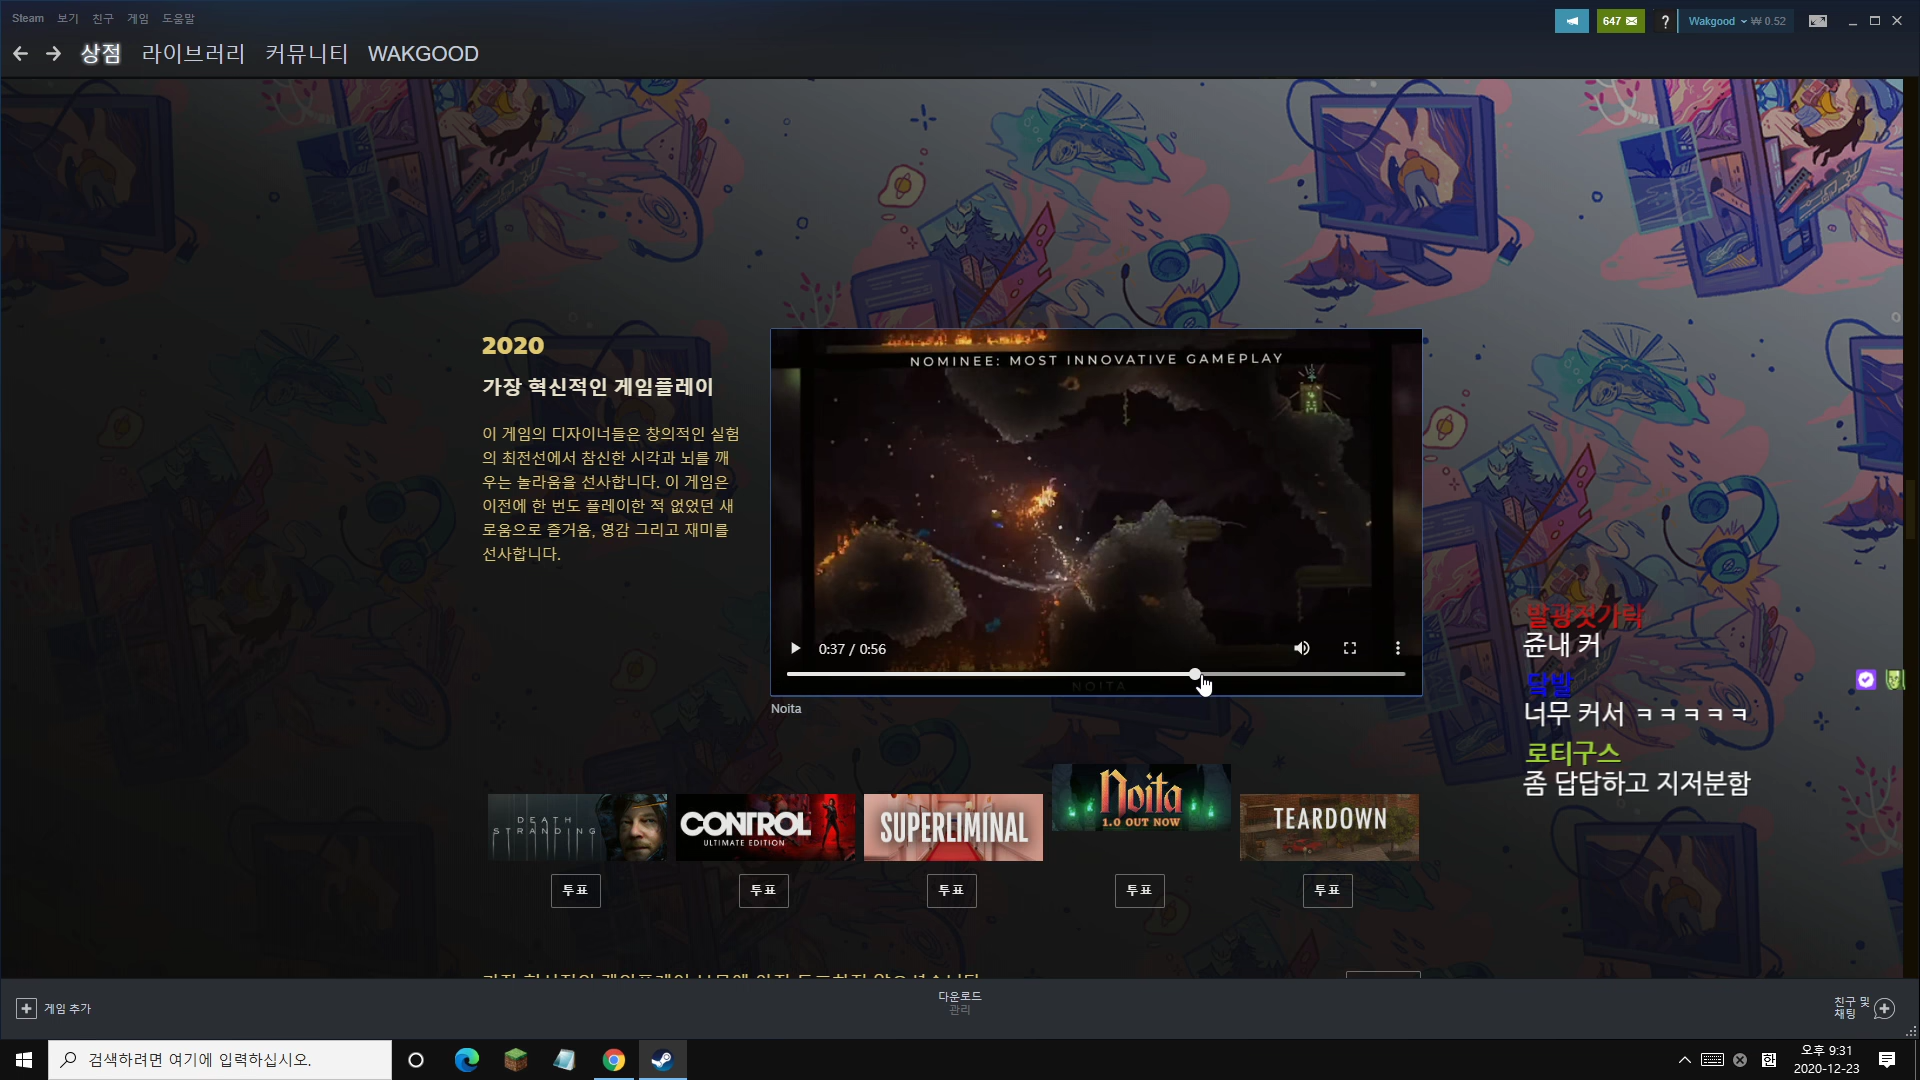 Steam 보기 친구 게임 도움말
647
?
Wakgood ₩ 0.52
상점 라이브러리 커뮤니티 WAKGOOD
2020
가장 혁신적인 게임플레이
이 게임의 디자이너들은 창의적인 실험
의 최전선에서 참신한 시각과 뇌를 깨
우는 놀라움을 선사합니다. 이 게임은
이전에 한 번도 플레이한 적 없었던 새
로움으로 즐거움, 영감 그리고 재미를
선사합니다.
NOMINEE: MOST INNOVATIVE GAMEPLAY
0:37 / 0:56
NOITA
Noita
발광젓가락
쥰내 커
닭발
너무 커서 ㅋㅋㅋㅋㅋ
로티구스
좀 답답하고 지저분함
DEATH
STRANDING
CONTROL
ULTIMATE EDITION
SUPERLIMINAL
Noita
1.0 OUT NOW
TEARDOWN
투표 투표 투표 투표 투표
게임 추가
다운로드
관리
친구 및
채팅
검색하려면 여기에 입력하십시오.
한
오후 9:31
2020-12-23